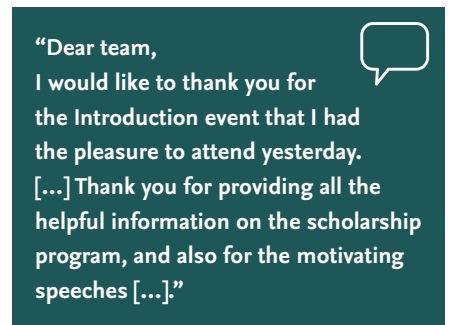 “Dear team,
I would like to thank you for
the Introduction event that I had
the pleasure to attend yesterday.
[…] Thank you for providing all the
helpful information on the scholarship
program, and also for the motivating
speeches […].”